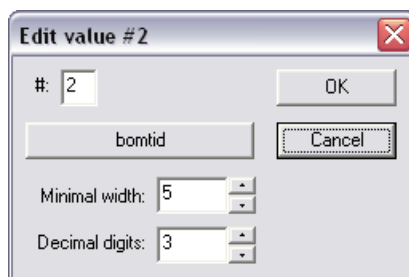 Edit value #2
#: 2 OK
bomtid Cancel
Minimal width: 5
Decimal digits: 3